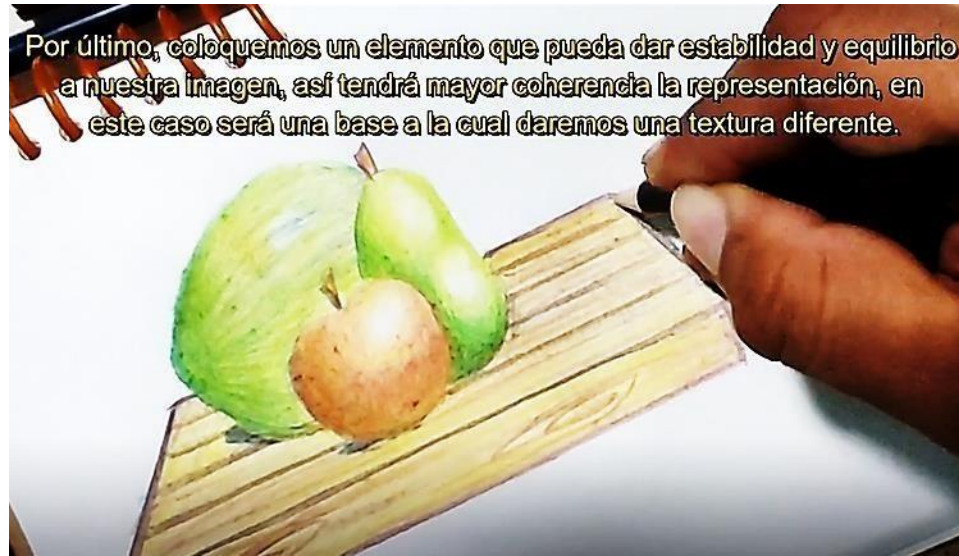 Por último, coloquemos un elemento que pueda dar estabilidad y equilibrio
a nuestra imagen, así tendrá mayor coherencia la representación, en
este caso será una base a la cual daremos una textura diferente.